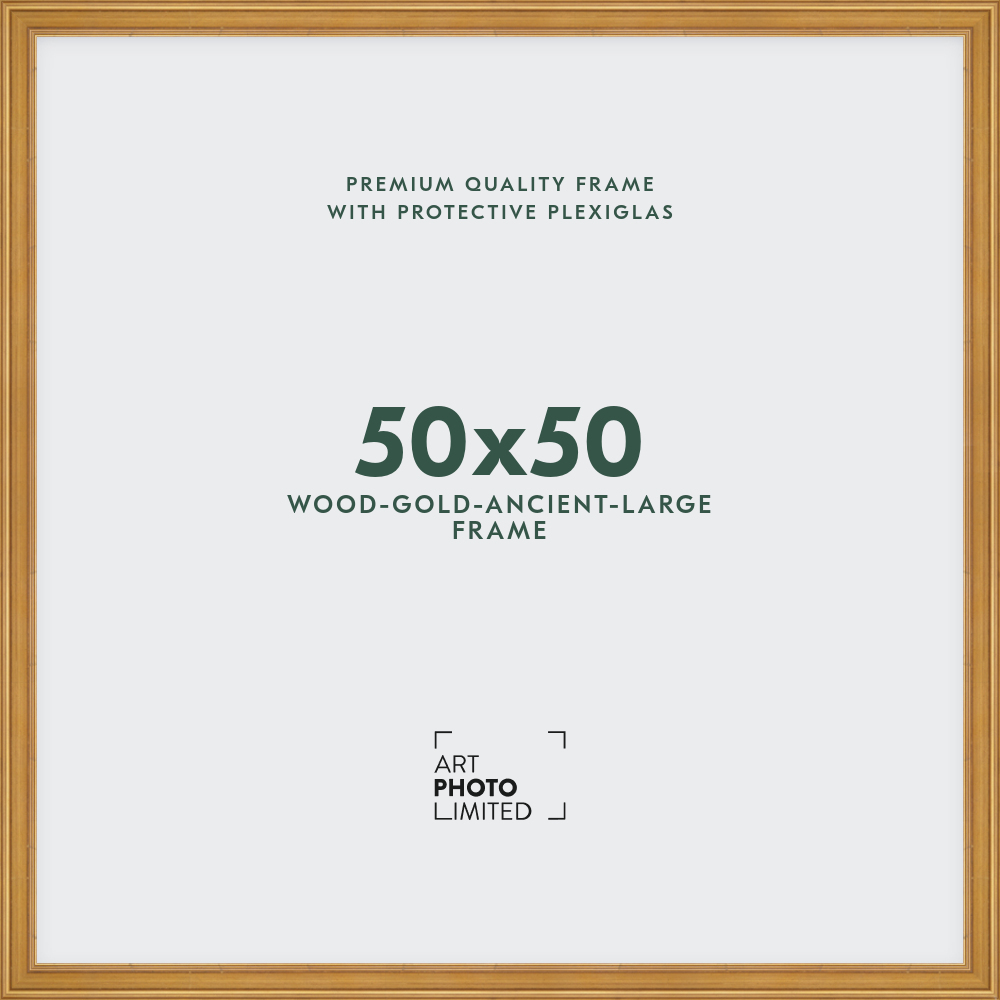 PREMIUM QUALITY FRAME
WITH PROTECTIVE PLEXIGLAS
50x50
WOOD-GOLD-ANCIENT-LARGE
FRAME
ART
PHOTO
LIMITED